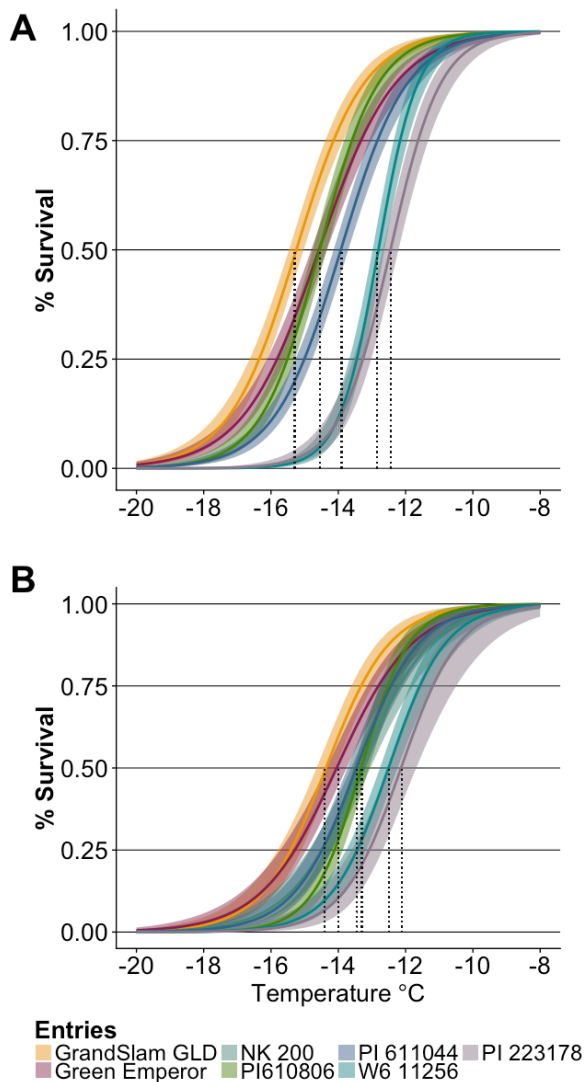 A
% Survival
1.00
0.75
0.50
0.25
0.00
-20 -18 -16 -14 -12 -10 -8
B
% Survival
1.00
0.75
0.50
0.25
0.00
-20 -18 -16 -14 -12 -10 -8
Temperature °C
Entries
GrandSlam GLD NK 200 PI 611044 PI 223178
Green Emperor PI610806 W6 11256